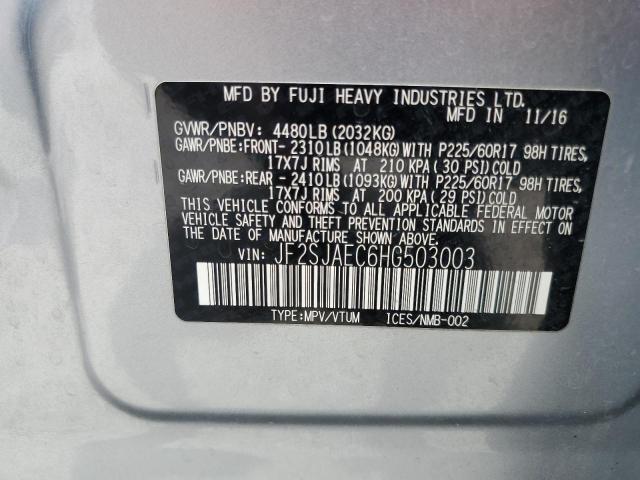 MFD BY FUJI HEAVY INDUSTRIES LTD.
MFD IN 11/16
GVWR/PNBV: 4480LB(2032KG)
GAWR/PNBE:FRONT- 2310LB(1048KG)WITH P225/60R17 98H TIRES,
17X7J RIMS AT 210 KPA( 30 PSI)COLD
GAWR/PNBE:REAR - 2410LB(1093KG)WITH P225/60R17 98H TIRES,
17X7J RIMS AT 200 KPA( 29 PSI)COLD
THIS VEHICLE CONFORMS TO ALL APPLICABLE FEDERAL MOTOR
VEHICLE SAFETY AND THEFT PREVENTION STANDARDS IN EFFECT
ON THE DATE OF MANUFACTURE SHOWN ABOVE.
VIN: JF2SJAEC6HG503003
TYPE:MPV/VTUM ICES/NMB-002